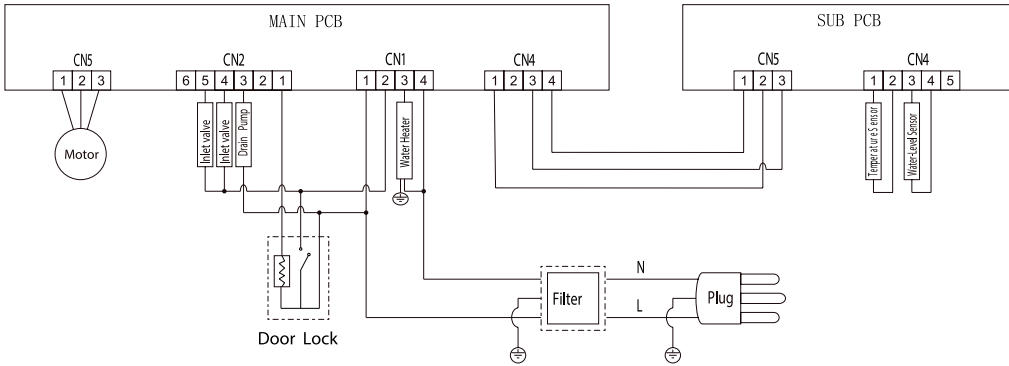 MAIN PCB
SUB PCB
CN5
CN2
CN1
CN4
CN5
CN4
1 2 3
6 5 4 3 2 1
1 2 3 4
1 2 3 4
1 2 3
1 2 3 4 5
Motor
Inlet valve
Inlet valve
Drain Pump
Water Heater
Temperature Sensor
Water-Level Sensor
Door Lock
Filter
N
L
Plug